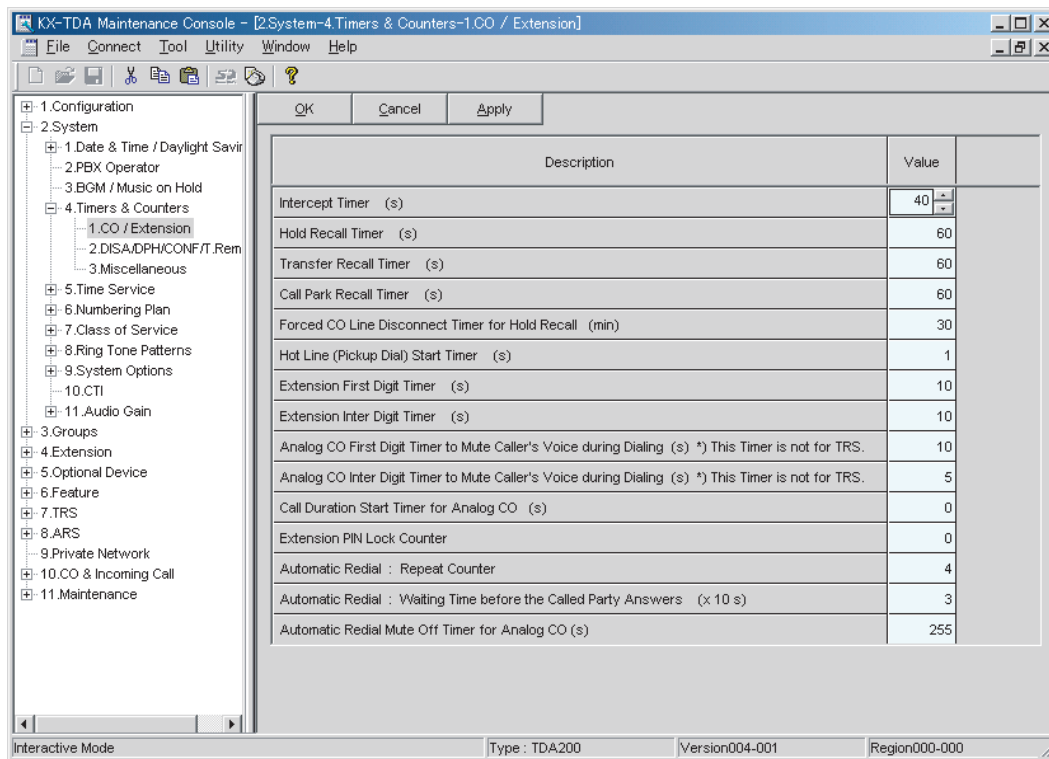 KX-TDA Maintenance Console - [2.System-4.Timers & Counters-1.CO / Extension]
File Connect Tool Utility Window Help
1.Configuration
2.System
1.Date & Time / Daylight Savir
2.PBX Operator
3.BGM / Music on Hold
4.Timers & Counters
1.CO / Extension
2.DISA/DPH/CONF/T.Rem
3.Miscellaneous
5.Time Service
6.Numbering Plan
7.Class of Service
8.Ring Tone Patterns
9.System Options
10.CTI
11.Audio Gain
3.Groups
4.Extension
5.Optional Device
6.Feature
7.TRS
8.ARS
9.Private Network
10.CO & Incoming Call
11.Maintenance
OK Cancel Apply
Description Value
Intercept Timer (s) 40
Hold Recall Timer (s) 60
Transfer Recall Timer (s) 60
Call Park Recall Timer (s) 60
Forced CO Line Disconnect Timer for Hold Recall (min) 30
Hot Line (Pickup Dial) Start Timer (s) 1
Extension First Digit Timer (s) 10
Extension Inter Digit Timer (s) 10
Analog CO First Digit Timer to Mute Caller's Voice during Dialing (s) *) This Timer is not for TRS. 10
Analog CO Inter Digit Timer to Mute Caller's Voice during Dialing (s) *) This Timer is not for TRS. 5
Call Duration Start Timer for Analog CO (s) 0
Extension PIN Lock Counter 0
Automatic Redial : Repeat Counter 4
Automatic Redial : Waiting Time before the Called Party Answers (x 10 s) 3
Automatic Redial Mute Off Timer for Analog CO (s) 255
Interactive Mode Type : TDA200 Version004-001 Region000-000